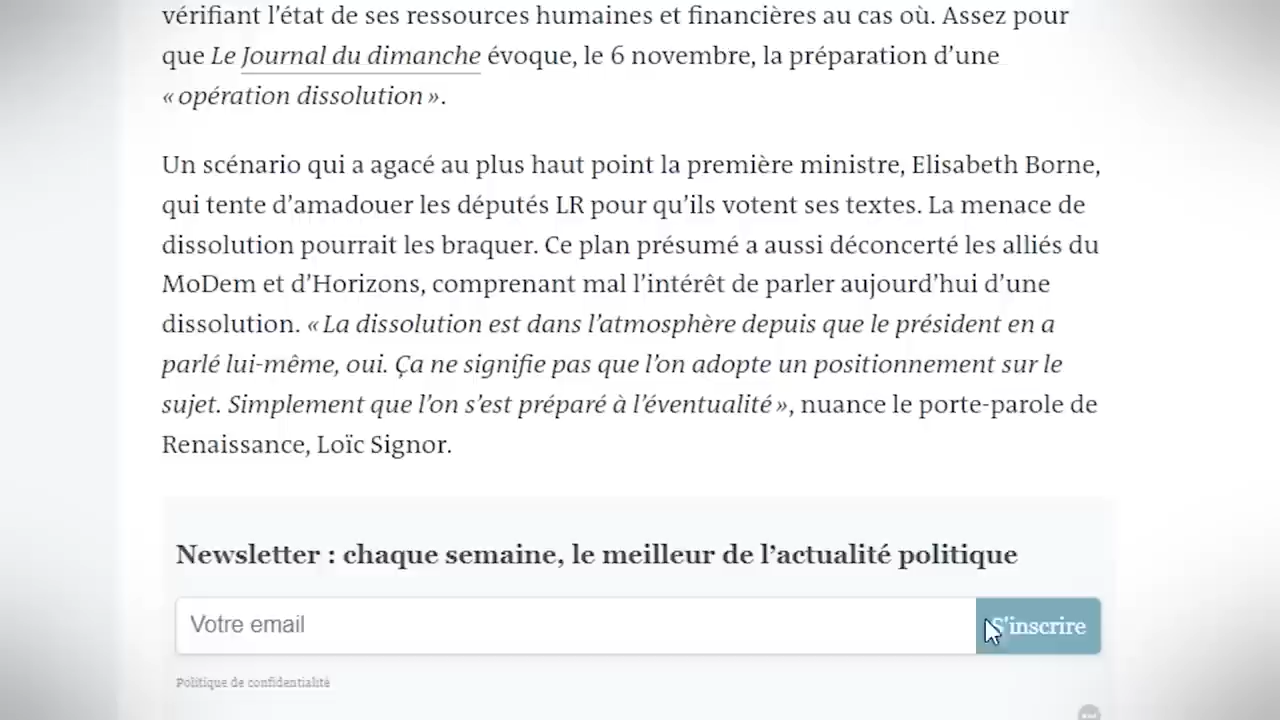 vérifiant l’état de ses ressources humaines et financières au cas où. Assez pour
que Le Journal du dimanche évoque, le 6 novembre, la préparation d’une
« opération dissolution ».
Un scénario qui a agacé au plus haut point la première ministre, Elisabeth Borne,
qui tente d’amadouer les députés LR pour qu’ils votent ses textes. La menace de
dissolution pourrait les braquer. Ce plan présumé a aussi déconcerté les alliés du
MoDem et d’Horizons, comprenant mal l’intérêt de parler aujourd’hui d’une
dissolution. « La dissolution est dans l’atmosphère depuis que le président en a
parlé lui-même, oui. Ça ne signifie pas que l’on adopte un positionnement sur le
sujet. Simplement que l’on s’est préparé à l’éventualité », nuance le porte-parole de
Renaissance, Loïc Signor.
Newsletter : chaque semaine, le meilleur de l’actualité politique
Votre email
S’inscrire
Politique de confidentialité